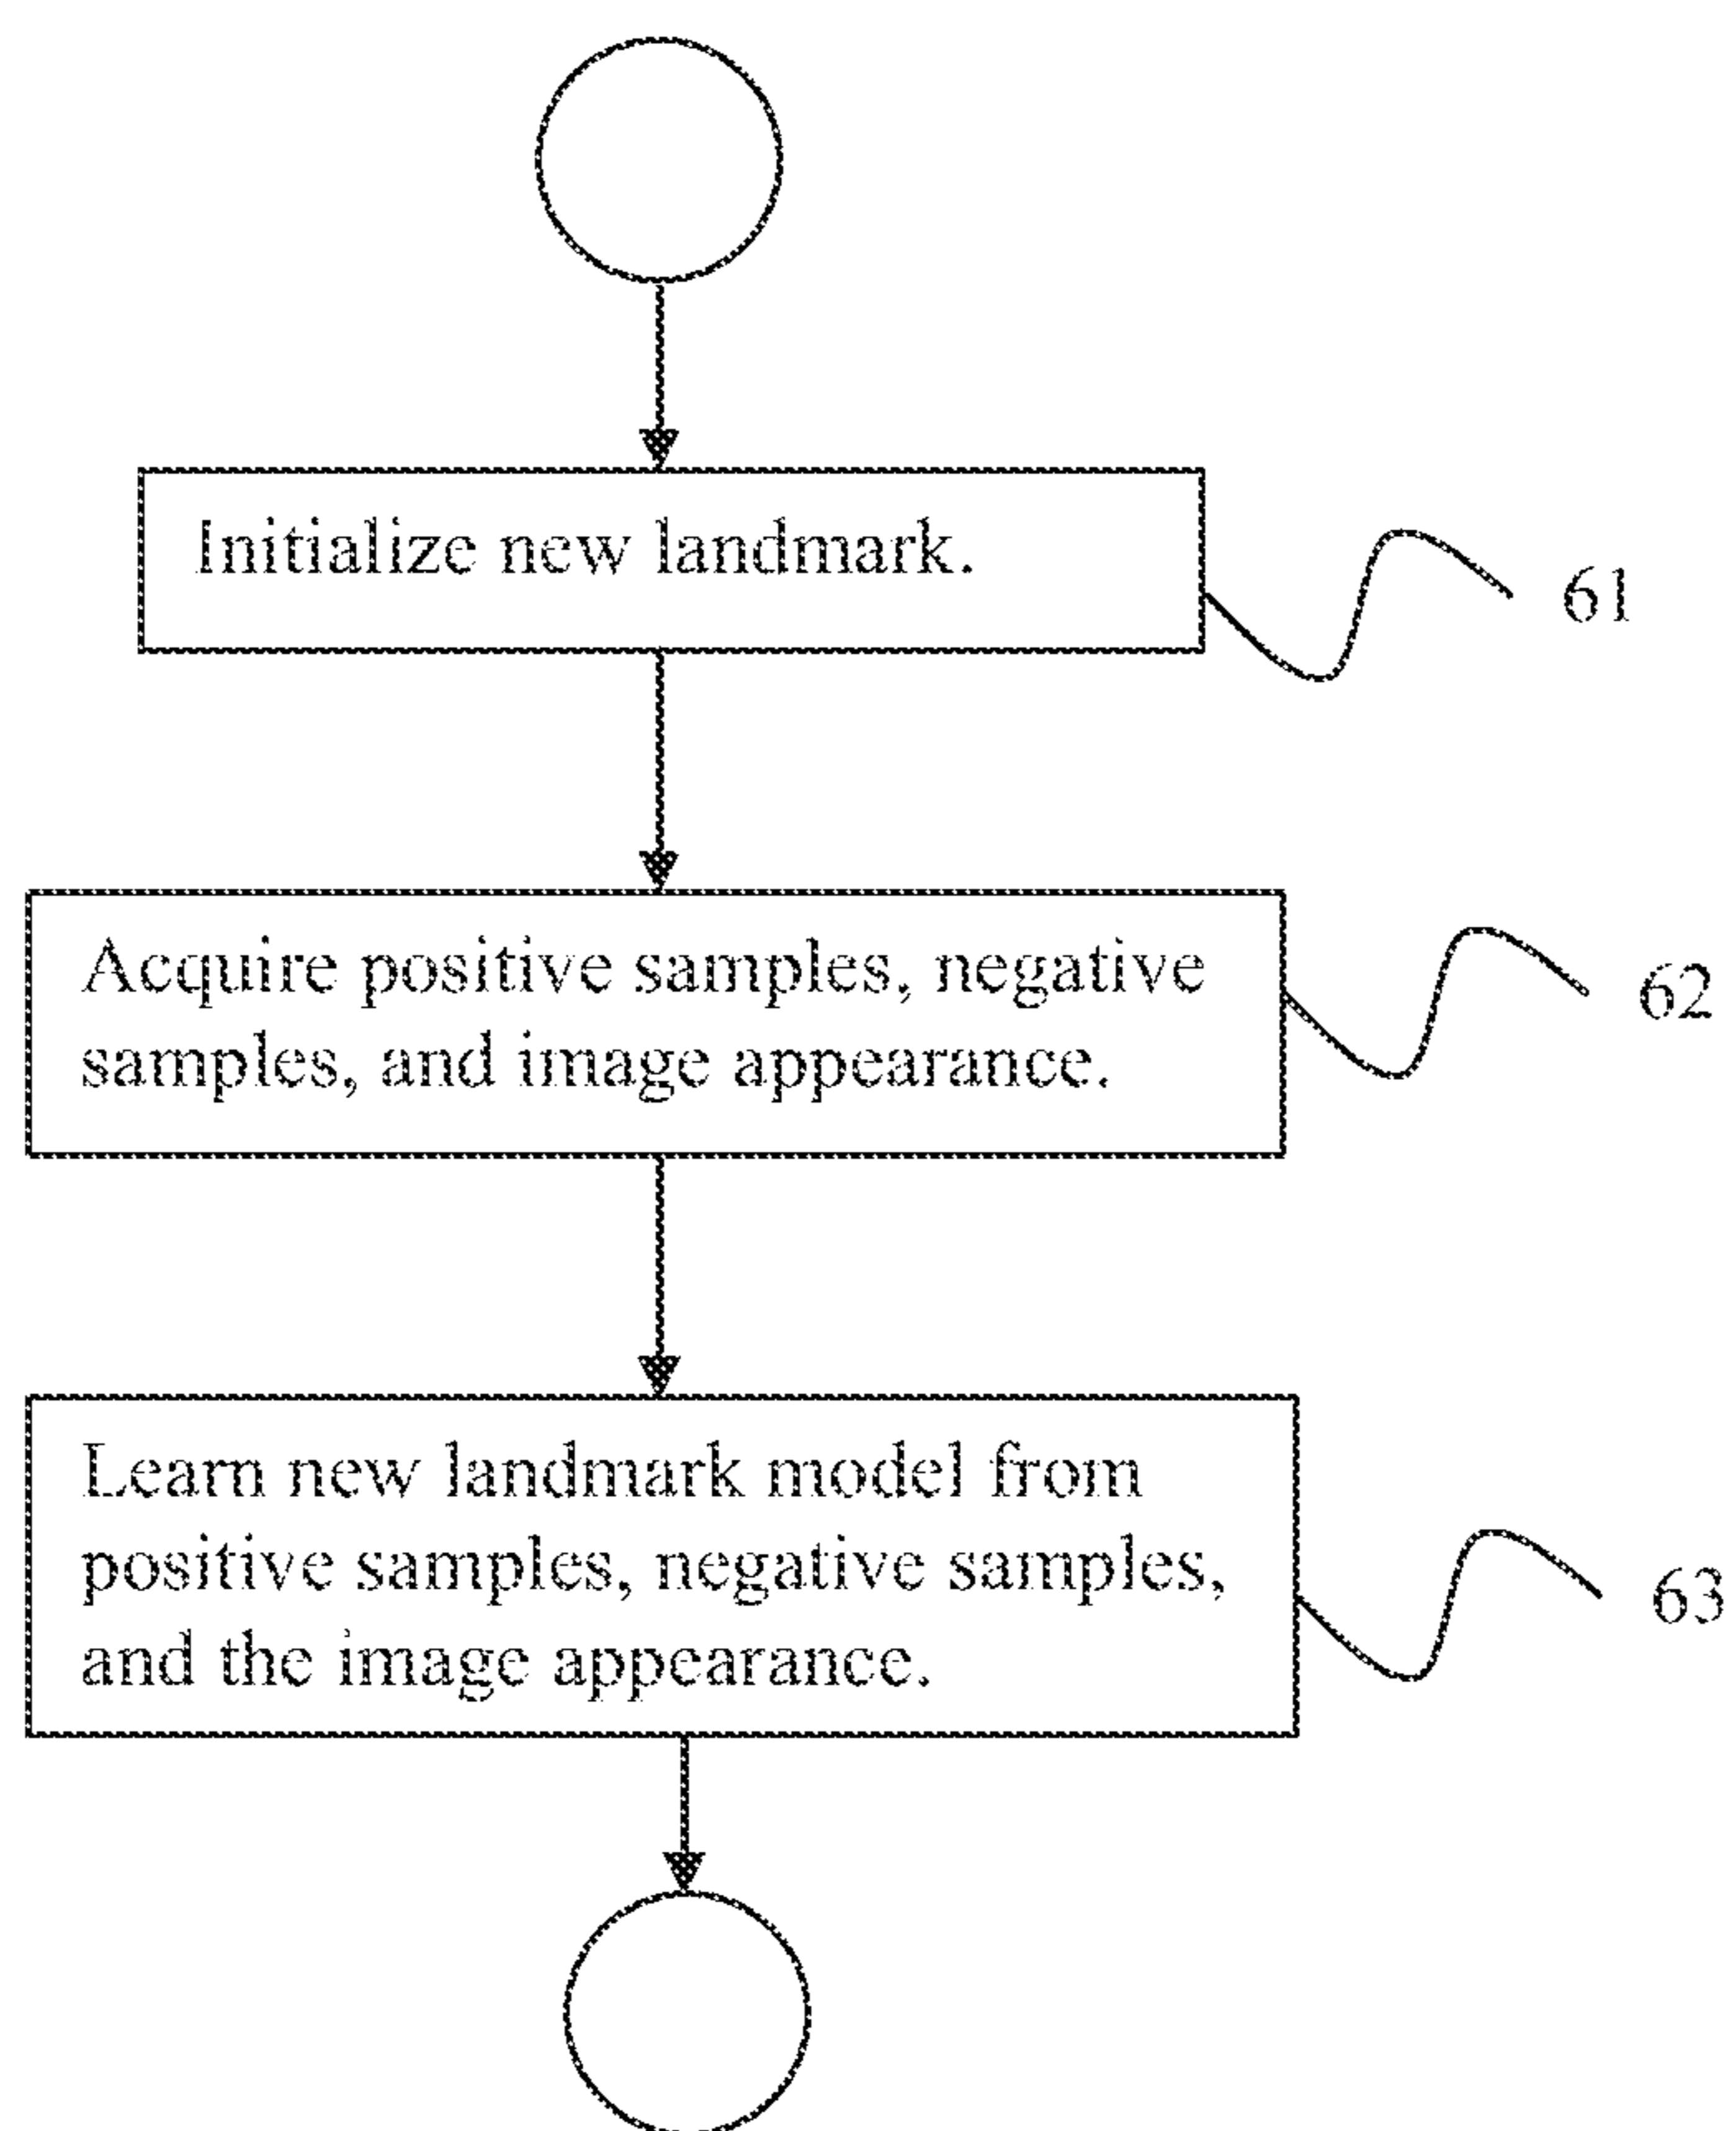 Initialize new landmark.
61
Acquire positive samples, negative
samples, and image appearance.
62
Learn new landmark model from
positive samples, negative samples,
and the image appearance.
63